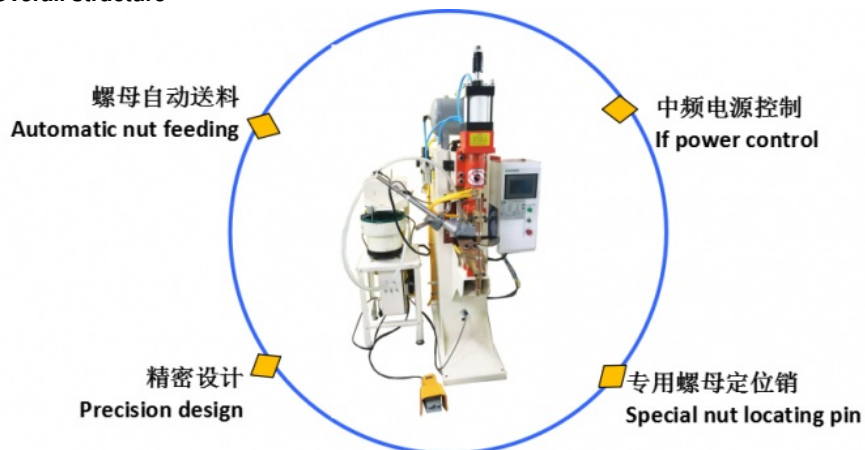 螺母自动送料
Automatic nut feeding
中频电源控制
If power control
精密设计
Precision design
专用螺母定位销
Special nut locating pin